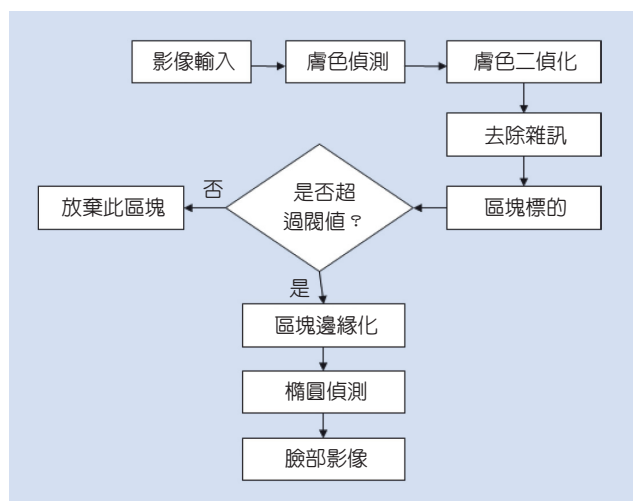 影像輸入
膚色偵測
膚色二偵化
去除雜訊
區塊標的
是否超
過閥值？
否
放棄此區塊
是
區塊邊緣化
橢圓偵測
臉部影像